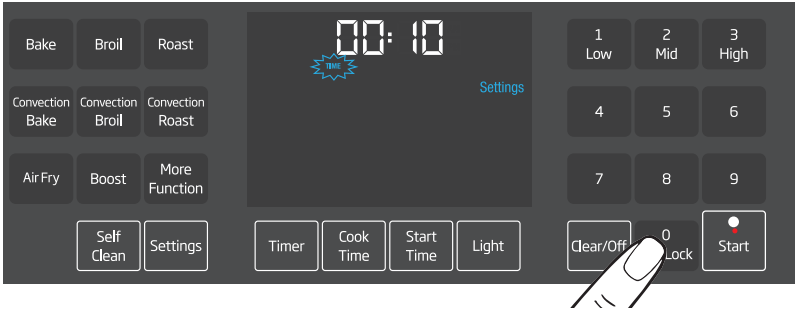 Bake
Broil
Roast
Convection
Bake
Convection
Broil
Convection
Roast
Air Fry
Boost
More
Function
Self
Clean
Settings
00:10
TIME
Settings
Timer
Cook
Time
Start
Time
Light
1
Low
2
Mid
3
High
4
5
6
7
8
9
Clear/Off
0
Lock
Start